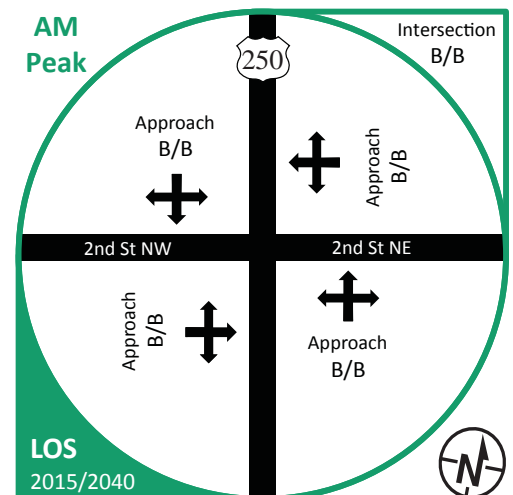 AM
Peak
Intersection
B/B
250
Approach
B/B
Approach
B/B
2nd St NW
2nd St NE
Approach
B/B
Approach
B/B
LOS
2015/2040
N